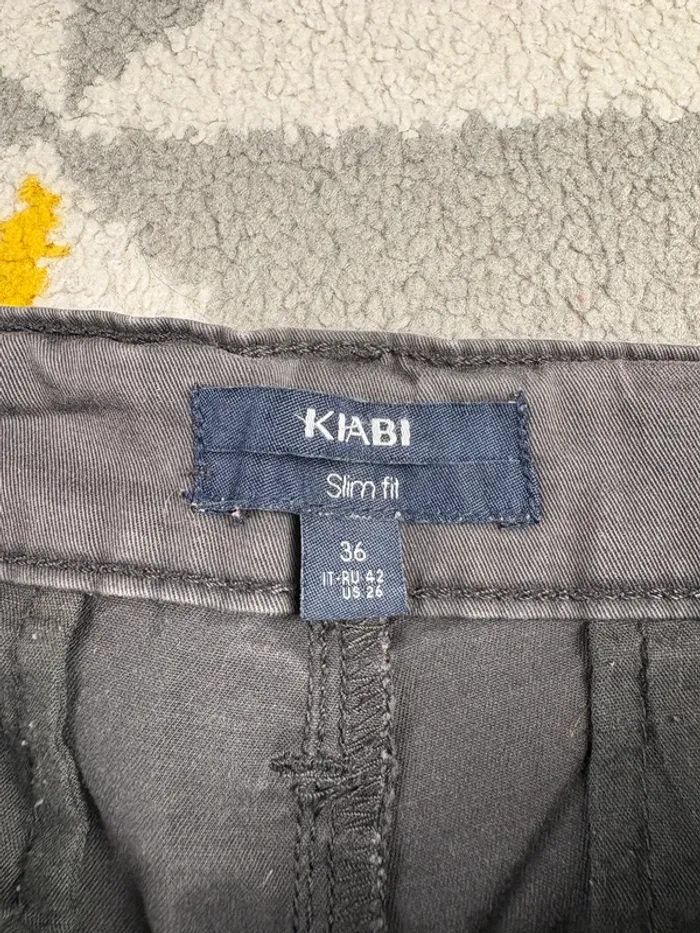 KIABI
Slim fit
36
IT-RU 42
US 26